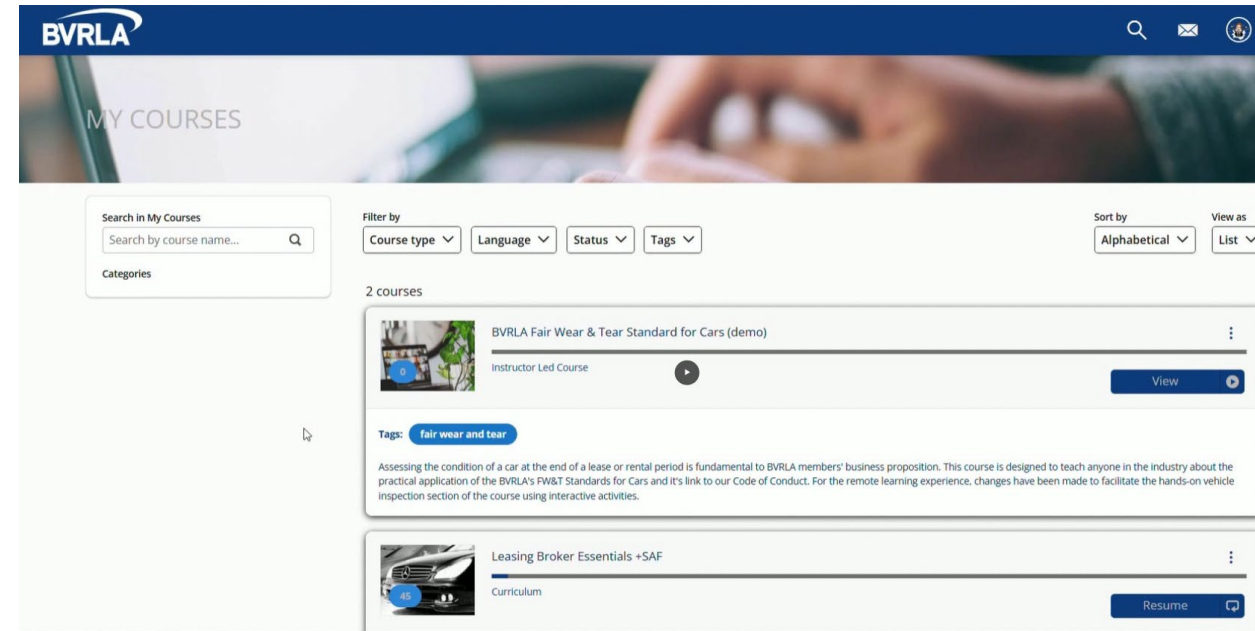 BVRLA
MY COURSES
Search in My Courses
Search by course name...
Categories
Filter by
Course type
Language
Status
Tags
Sort by
Alphabetical
View as
List
2 courses
BVRLA Fair Wear & Tear Standard for Cars (demo)
0
Instructor Led Course
View
Tags: fair wear and tear
Assessing the condition of a car at the end of a lease or rental period is fundamental to BVRLA members' business proposition. This course is designed to teach anyone in the industry about the
practical application of the BVRLA's FW&T Standards for Cars and it's link to our Code of Conduct. For the remote learning experience, changes have been made to facilitate the hands-on vehicle
inspection section of the course using interactive activities.
Leasing Broker Essentials +SAF
45
Curriculum
Resume